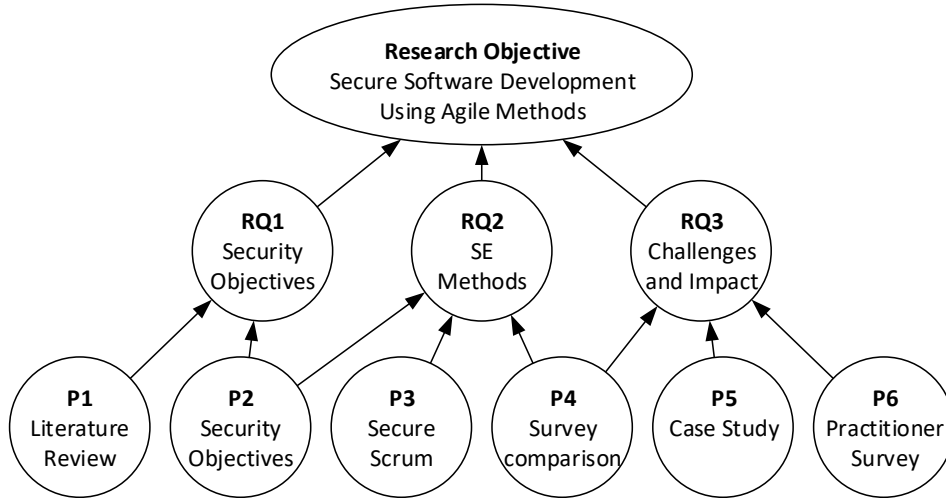 Research Objective
Secure Software Development
Using Agile Methods
RQ1
Security
Objectives
RQ2
SE
Methods
RQ3
Challenges
and Impact
P1
Literature
Review
P2
Security
Objectives
P3
Secure
Scrum
P4
Survey
comparison
P5
Case Study
P6
Practitioner
Survey